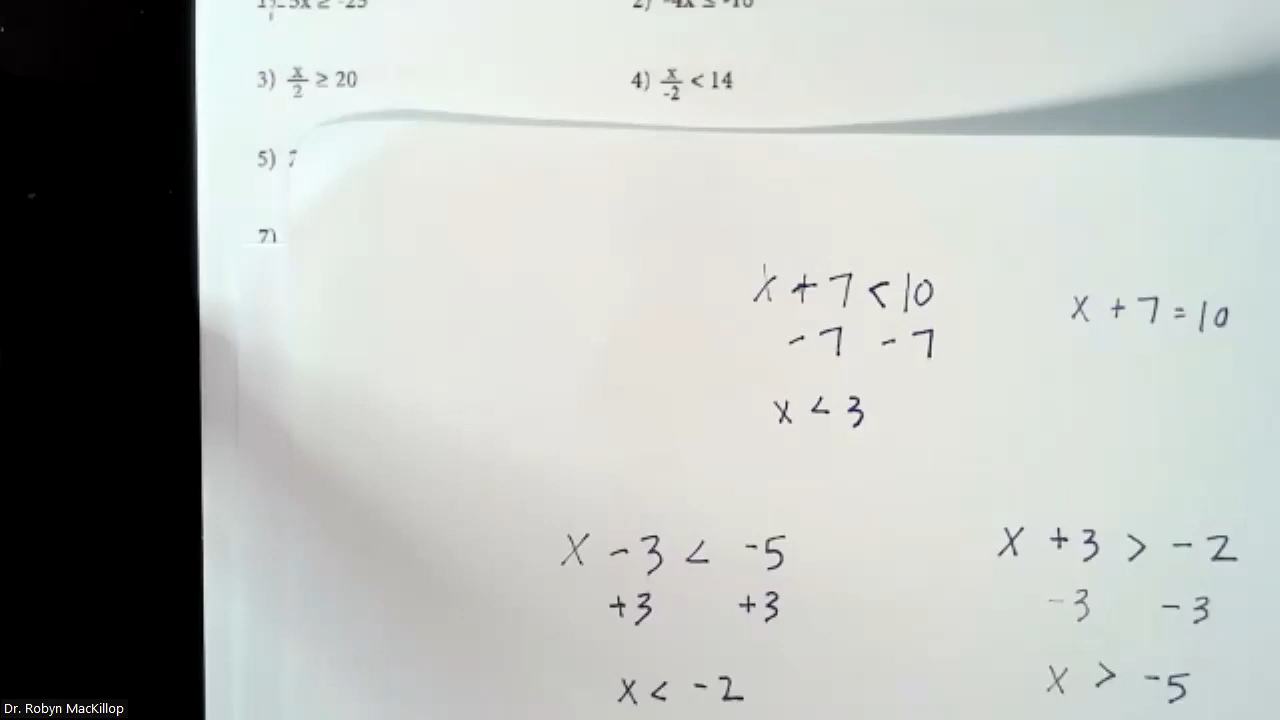 3) x/2 ≥ 20
4) x/-2 < 14
5) 7
7)
x + 7 < 10
x + 7 = 10
-7 -7
x < 3
x - 3 < -5
x + 3 > -2
+3 +3
-3 -3
x < -2
x > -5
Dr. Robyn MacKillop